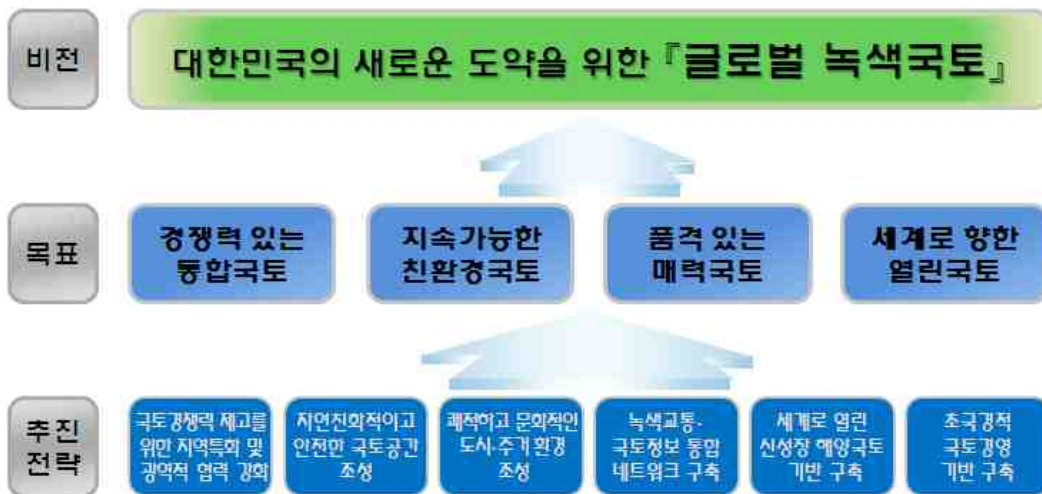 비전
대한민국의 새로운 도약을 위한『글로벌 녹색국토』
목표
경쟁력 있는
통합국토
지속가능한
친환경국토
품격 있는
매력국토
세계로 향한
열린국토
추진
전략
국토경쟁력 제고를
위한 지역특화 및
광역적 협력 강화
자연친화적이고
안전한 국토공간
조성
쾌적하고 문화적인
도시·주거 환경
조성
녹색교통·
국토정보 통합
네트워크 구축
세계로 열린
신성장 해양국토
기반 구축
초국경적
국토경영
기반 구축